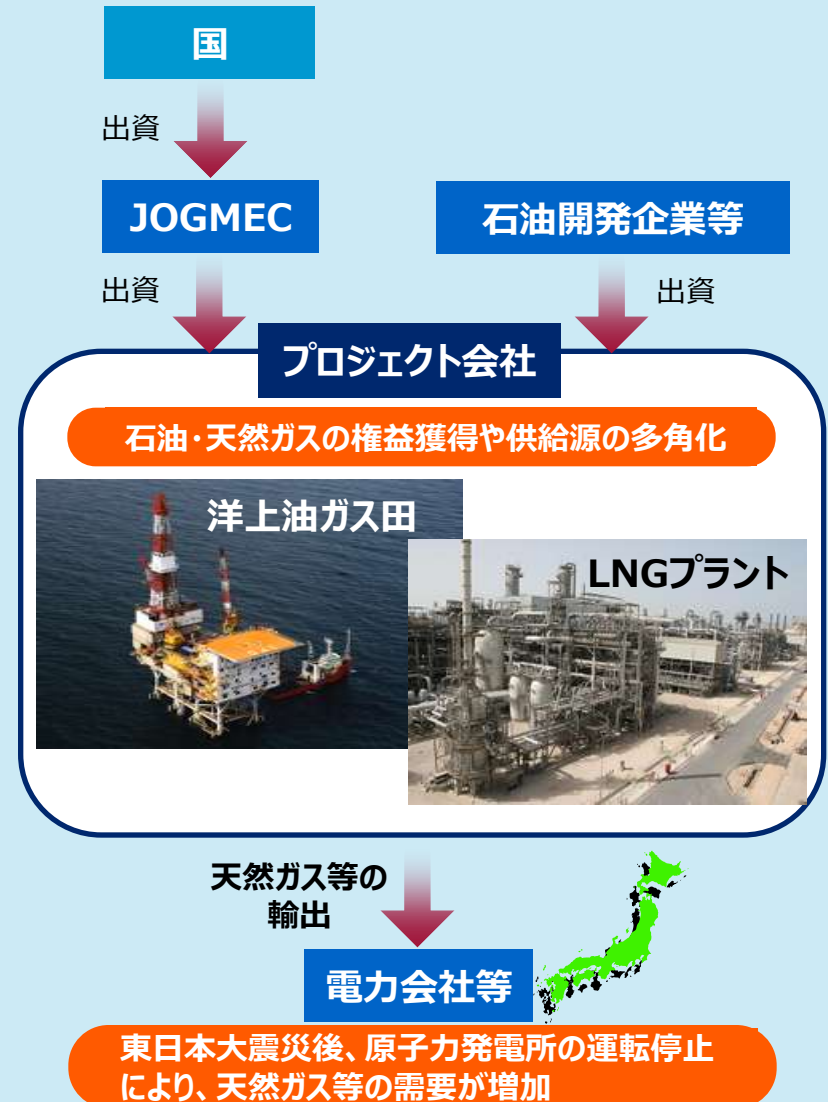 国
出資
JOGMEC
石油開発企業等
出資
出資
プロジェクト会社
石油・天然ガスの権益獲得や供給源の多角化
洋上油ガス田
LNGプラント
天然ガス等の
輸出
電力会社等
東日本大震災後、原子力発電所の運転停止
により、天然ガス等の需要が増加